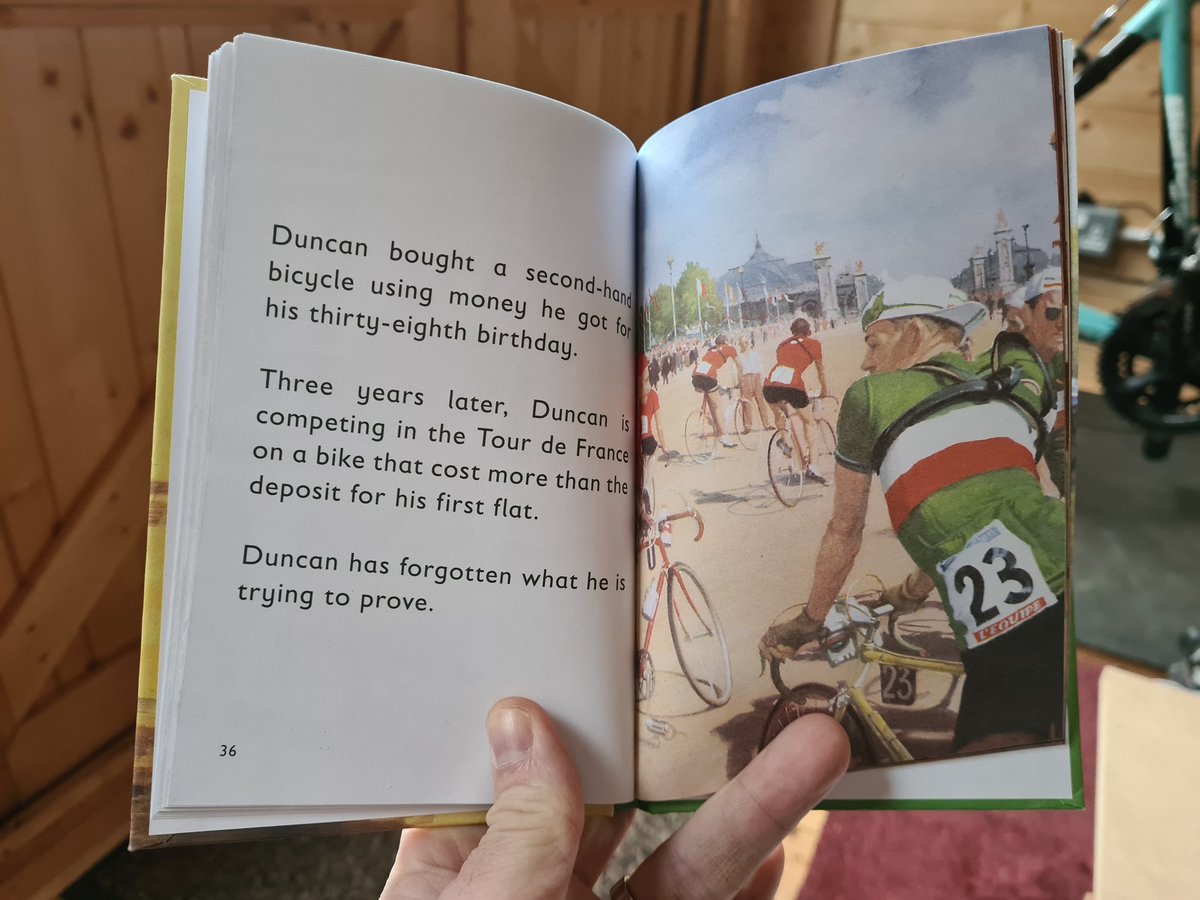 Duncan bought a second-hand
bicycle using money he got for
his thirty-eighth birthday.
Three years later, Duncan is
competing in the Tour de France
on a bike that cost more than the
deposit for his first flat.
Duncan has forgotten what he is
trying to prove.
36
23
L'EQUIPE
23